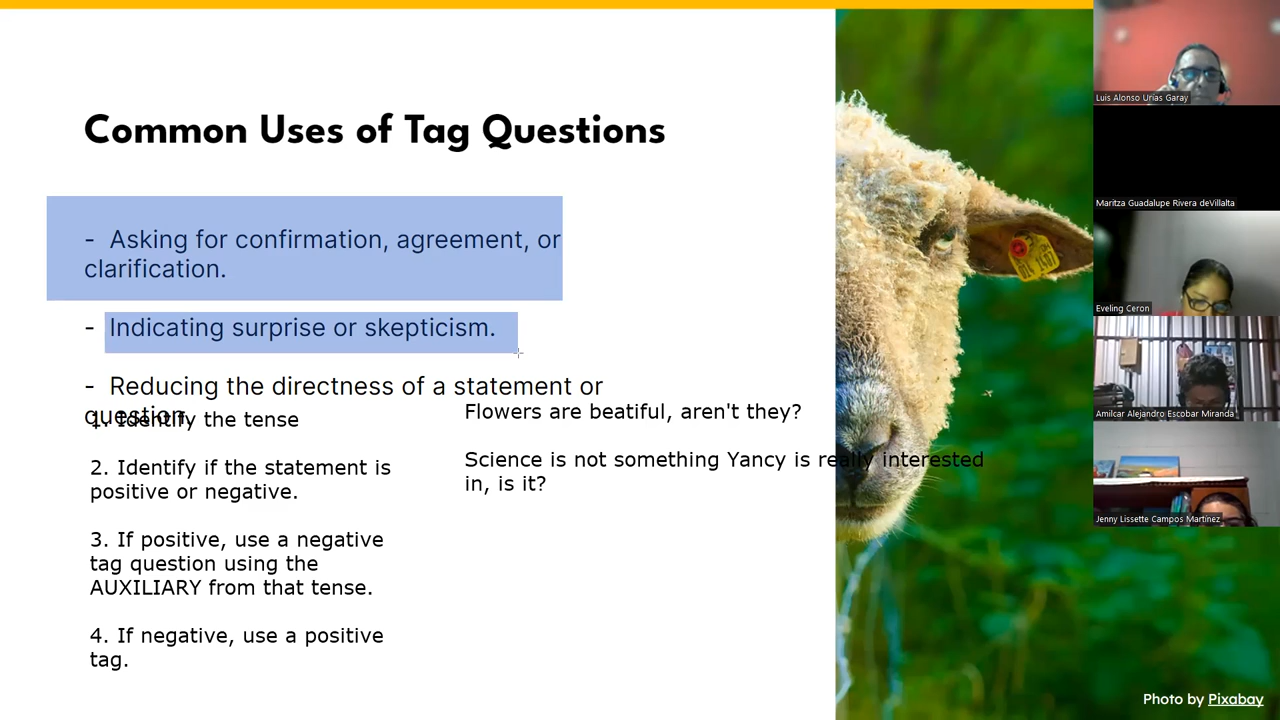 Common Uses of Tag Questions
- Asking for confirmation, agreement, or
clarification.
- Indicating surprise or skepticism.
- Reducing the directness of a statement or
question.
1. Identify the tense
2. Identify if the statement is
positive or negative.
3. If positive, use a negative
tag question using the
AUXILIARY from that tense.
4. If negative, use a positive
tag.
Flowers are beatiful, aren't they?
Science is not something Yancy is really interested
in, is it?
Luis Alonso Urias Garay
Maritza Guadalupe Rivera deVillalta
Eveling Ceron
Amilcar Alejandro Escobar Miranda
Jenny Lissette Campos Martínez
Photo by Pixabay